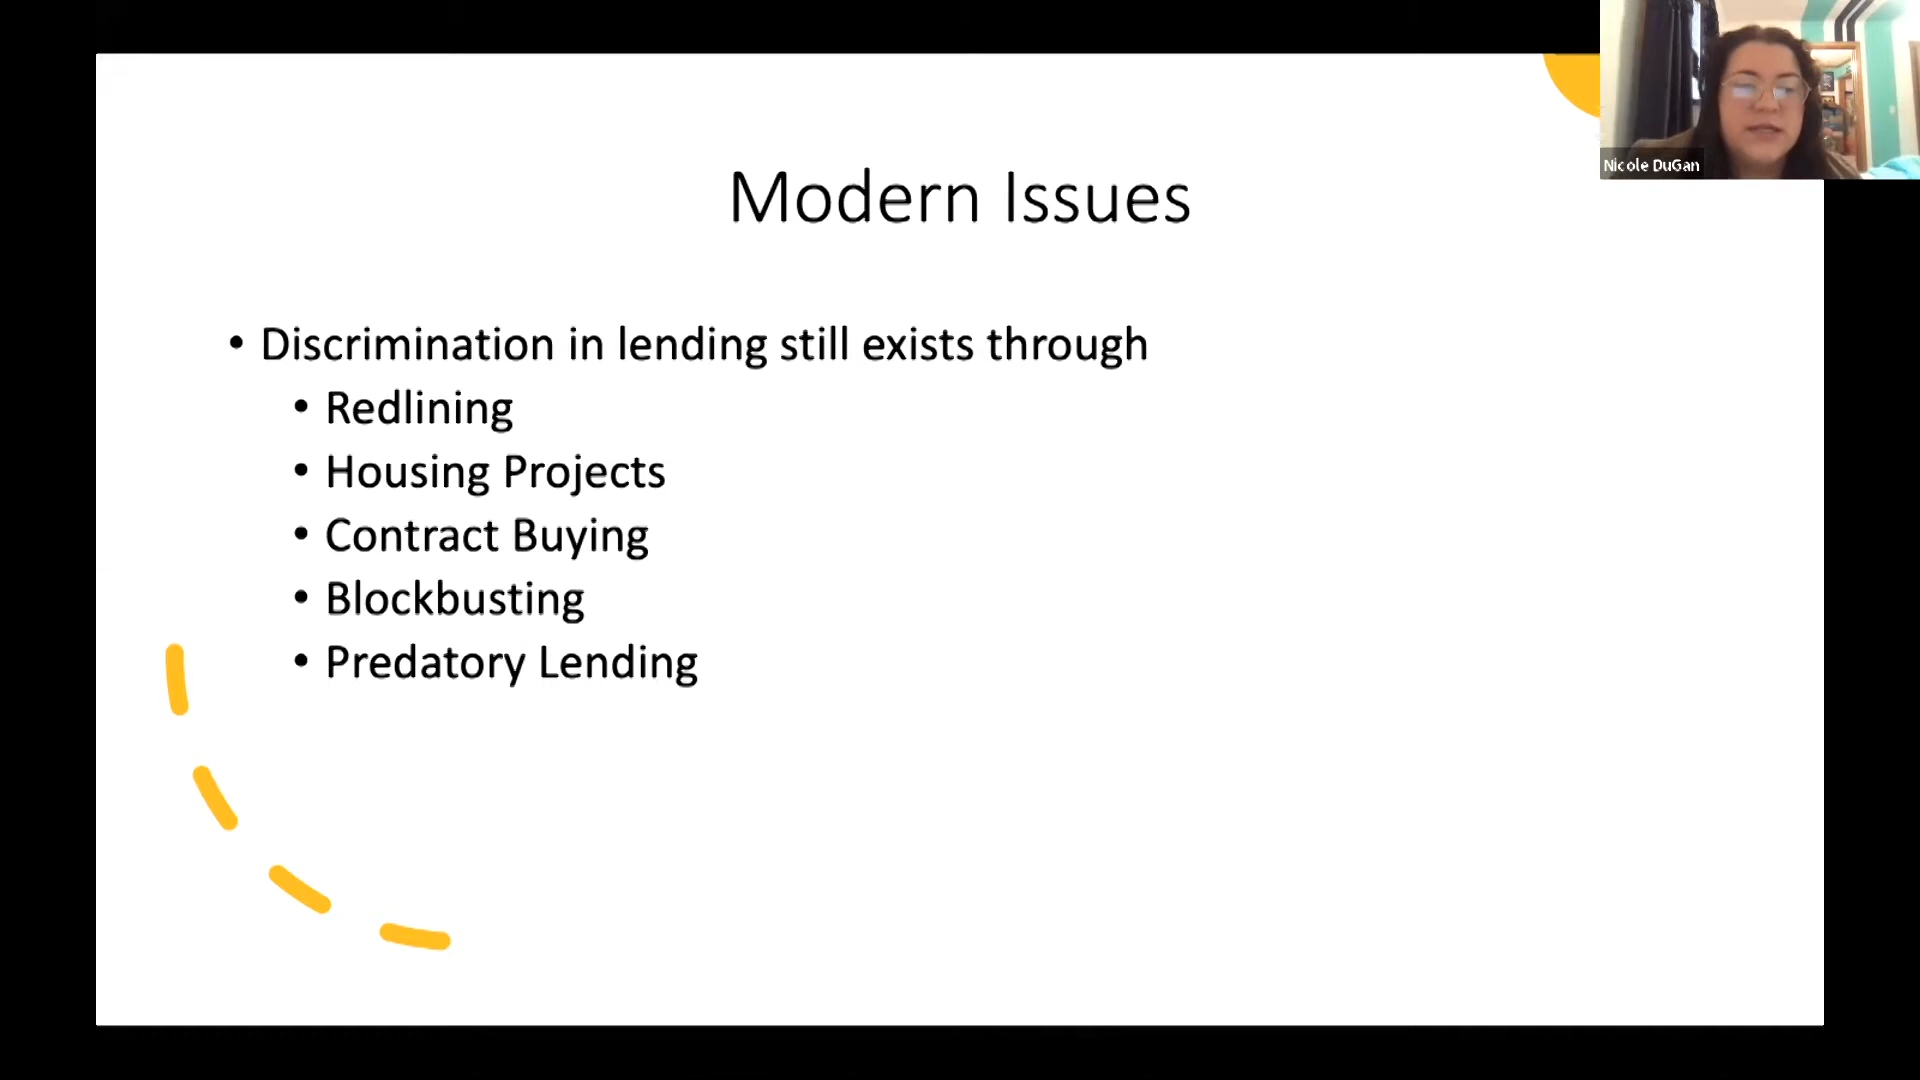 Modern Issues
• Discrimination in lending still exists through
• Redlining
• Housing Projects
• Contract Buying
• Blockbusting
• Predatory Lending
Nicole DuGan